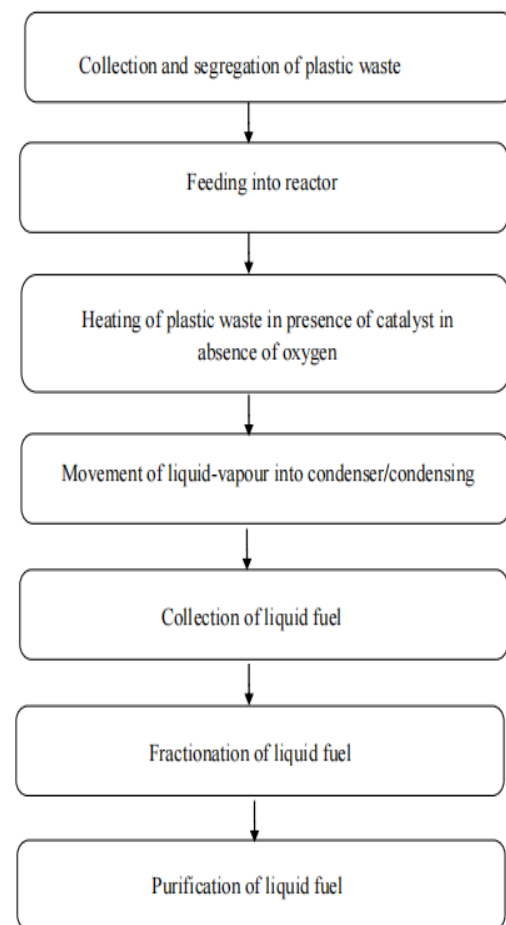 Collection and segregation of plastic waste
Feeding into reactor
Heating of plastic waste in presence of catalyst in
absence of oxygen
Movement of liquid-vapour into condenser/condensing
Collection of liquid fuel
Fractionation of liquid fuel
Purification of liquid fuel